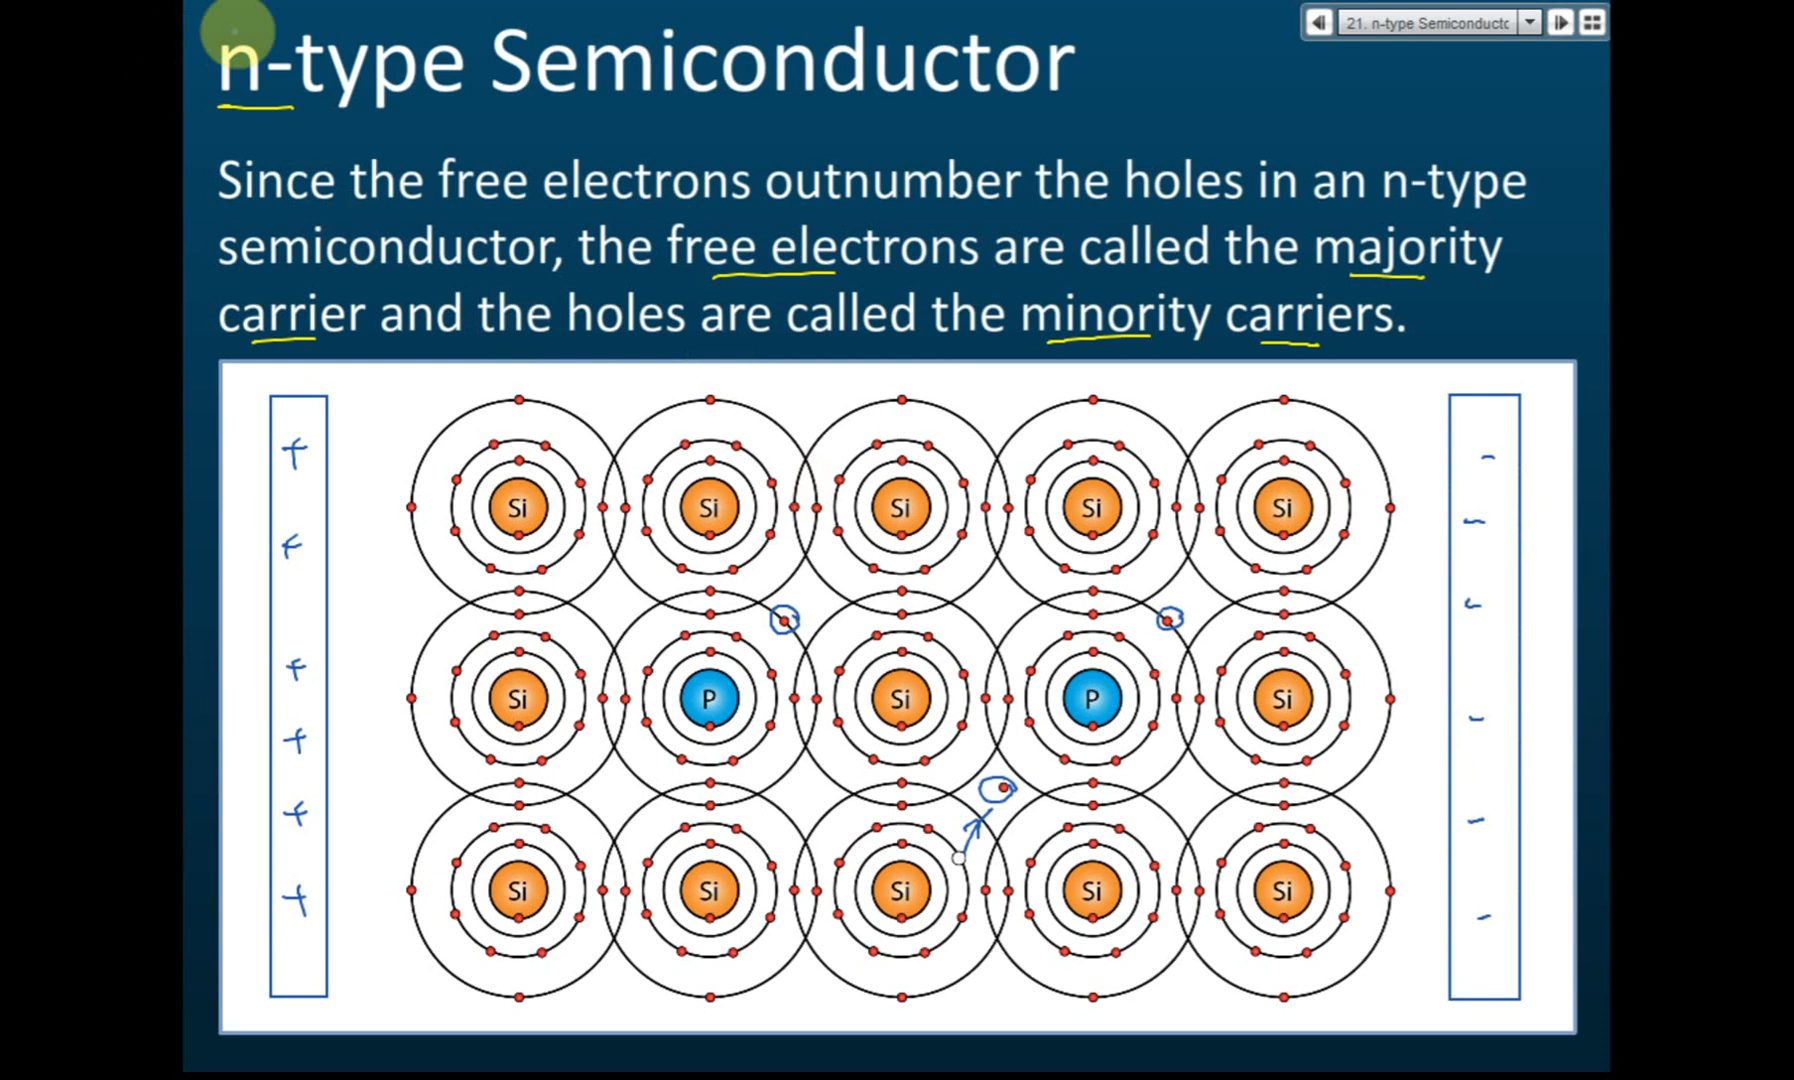 21. n-type Semiconductc
n-type Semiconductor
Since the free electrons outnumber the holes in an n-type
semiconductor, the free electrons are called the majority
carrier and the holes are called the minority carriers.
+ -
+ -
-
+ -
+
+ -
+ -
Si Si Si Si Si
Si P Si P Si
Si Si Si Si Si